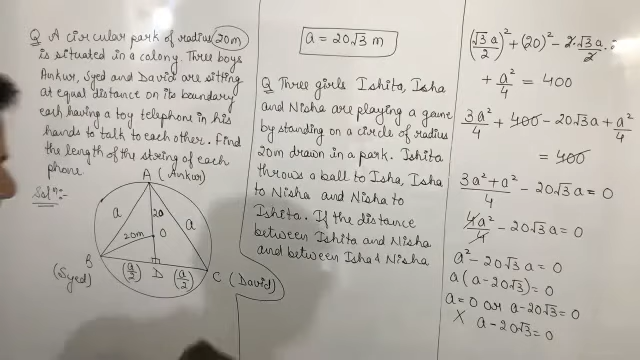 Q A circular park of radius 20m
is situated in a colony. Three boys
Ankur, Syed and David are sitting
at equal distance on its boundary
each having a toy telephone in his
hands to talk to each other. Find
the length of the string of each
phone
Solⁿ:-
A (Ankur)
a
20
a
20m
O
B
(Syed)
(a/2)
D
(a/2)
C (David)
a = 20√3 m
Q Three girls Ishita, Isha
and Nisha are playing a game
by standing on a circle of radius
20m drawn in a park. Ishita
throws a ball to Isha, Isha
to Nisha and Nisha to
Ishita. If the distance
between Ishita and Nisha
and between Isha & Nisha
(√3a/2)² + (20)² - 2·√3a/2 ·
+ a²/4 = 400
3a²/4 + 400 - 20√3a + a²/4
= 400
3a² + a²/4 - 20√3a = 0
4a²/4 - 20√3a = 0
a² - 20√3a = 0
a(a - 20√3) = 0
a = 0 or a - 20√3 = 0
X a - 20√3 = 0